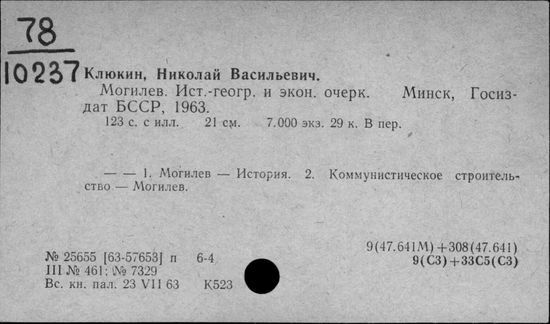 78
10237
Клюкин, Николай Васильевич.
Могилев. Ист.-геогр. и экон. очерк. Минск, Госиз-
дат БССР, 1963.
123 с. с илл. 21 см. 7.000 экз. 29 к. В пер.
— — 1. Могилев — История. 2. Коммунистическое строитель-
ство — Могилев.
№ 25655 [63-57653] п 6-4
III № 461; № 7329
Вс. кн. пал. 23 VII 63 К523
9(47.641М)+308(47.641)
9(С3)+33С5(С3)